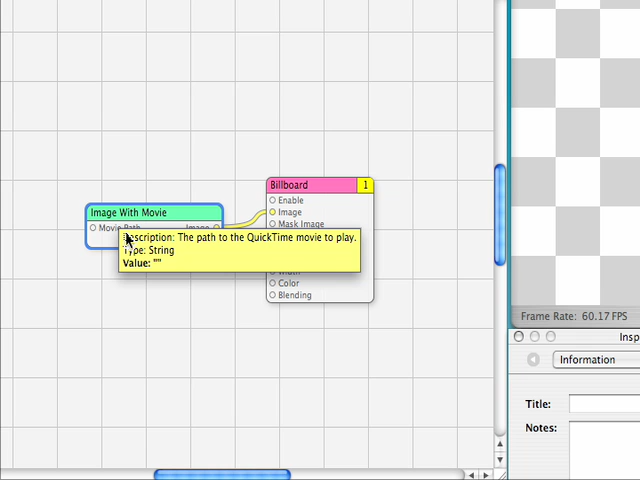 Billboard 1
Enable
Image With Movie
Image
Movie Path Image
Mask Image
Description: The path to the QuickTime movie to play.
Type: String
Value: ""
Width
Color
Blending
Frame Rate: 60.17 FPS
Insp
Information
Title:
Notes: